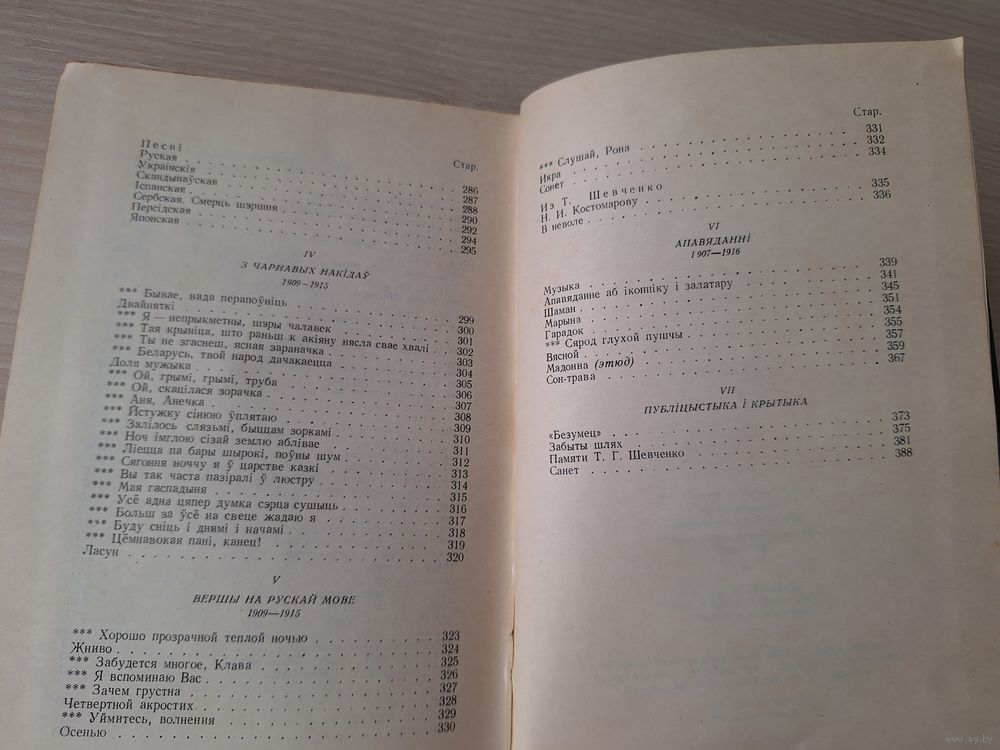 Стар.
Песні
Руская . . . 286
Украінскія . . . 287
Скандынаўская . . . 288
Іспанская . . . 290
Сербская. Смерць шэршня . . . 292
Персідская . . . 294
Японская . . . 295
IV
З ЧАРНАВЫХ НАКІДАЎ
1909—1915
*** Бывае, вада перапоўніць . . . 299
Двайняткі . . . 300
*** Я — непрыкметны, шэры чалавек . . . 301
*** Тая крыніца, што раньш к акіяну нясла свае хвалі . 302
*** Ты не згаснеш, ясная зараначка . . . 303
*** Беларусь, твой народ дачакаецца . . . 304
Доля мужыка . . . 305
*** Ой, грымі, грымі, труба . . . 306
*** Ой, скацілася зорачка . . . 307
*** Аня, Анечка . . . 308
*** Йстужку сінюю ўплятаю . . . 309
*** Залілось слязьмі, быццам зоркамі . . . 310
*** Ноч імглою сізай землю аблівае . . . 311
*** Ліецца па бары шырокі, поўны шум . . . 312
*** Сягоння ноччу я ў царстве казкі . . . 313
*** Вы так часта пазіралі ў люстру . . . 314
*** Мая гаспадыня . . . 315
*** Усё адна цяпер думка сэрца сушыць . . . 316
*** Больш за ўсё на свеце жадаю я . . . 317
*** Буду сніць і днямі і начамі . . . 318
*** Цёмнавокая пані, канец! . . . 319
Ласун . . . 320
V
ВЕРШЫ НА РУСКАЙ МОВЕ
1909—1915
*** Хорошо прозрачной теплой ночью . . . 323
Жниво . . . 324
*** Забудется многое, Клава . . . 325
*** Я вспоминаю Вас . . . 326
*** Зачем грустна . . . 327
Четвертной акростих . . . 328
*** Уймитесь, волнения . . . 329
Осенью . . . 330
Стар.
*** Слушай, Рона . . . 331
Икра . . . 332
Сонет . . . 334
Из Т. Шевченко
Н. И. Костомарову . . . 335
В неволе . . . 336
VI
АПАВЯДАННІ
1907—1916
Музыка . . . 339
Апавяданне аб іконніку і залатару . . . 341
Шаман . . . 345
Марына . . . 351
Гарадок . . . 354
*** Сярод глухой пушчы . . . 355
Вясной . . . 357
Мадонна (этюд) . . . 359
Сон-трава . . . 367
VII
ПУБЛІЦЫСТЫКА І КРЫТЫКА
«Безумец» . . . 373
Забыты шлях . . . 375
Памяти Т. Г. Шевченко . . . 381
Санет . . . 388
www.ay.by